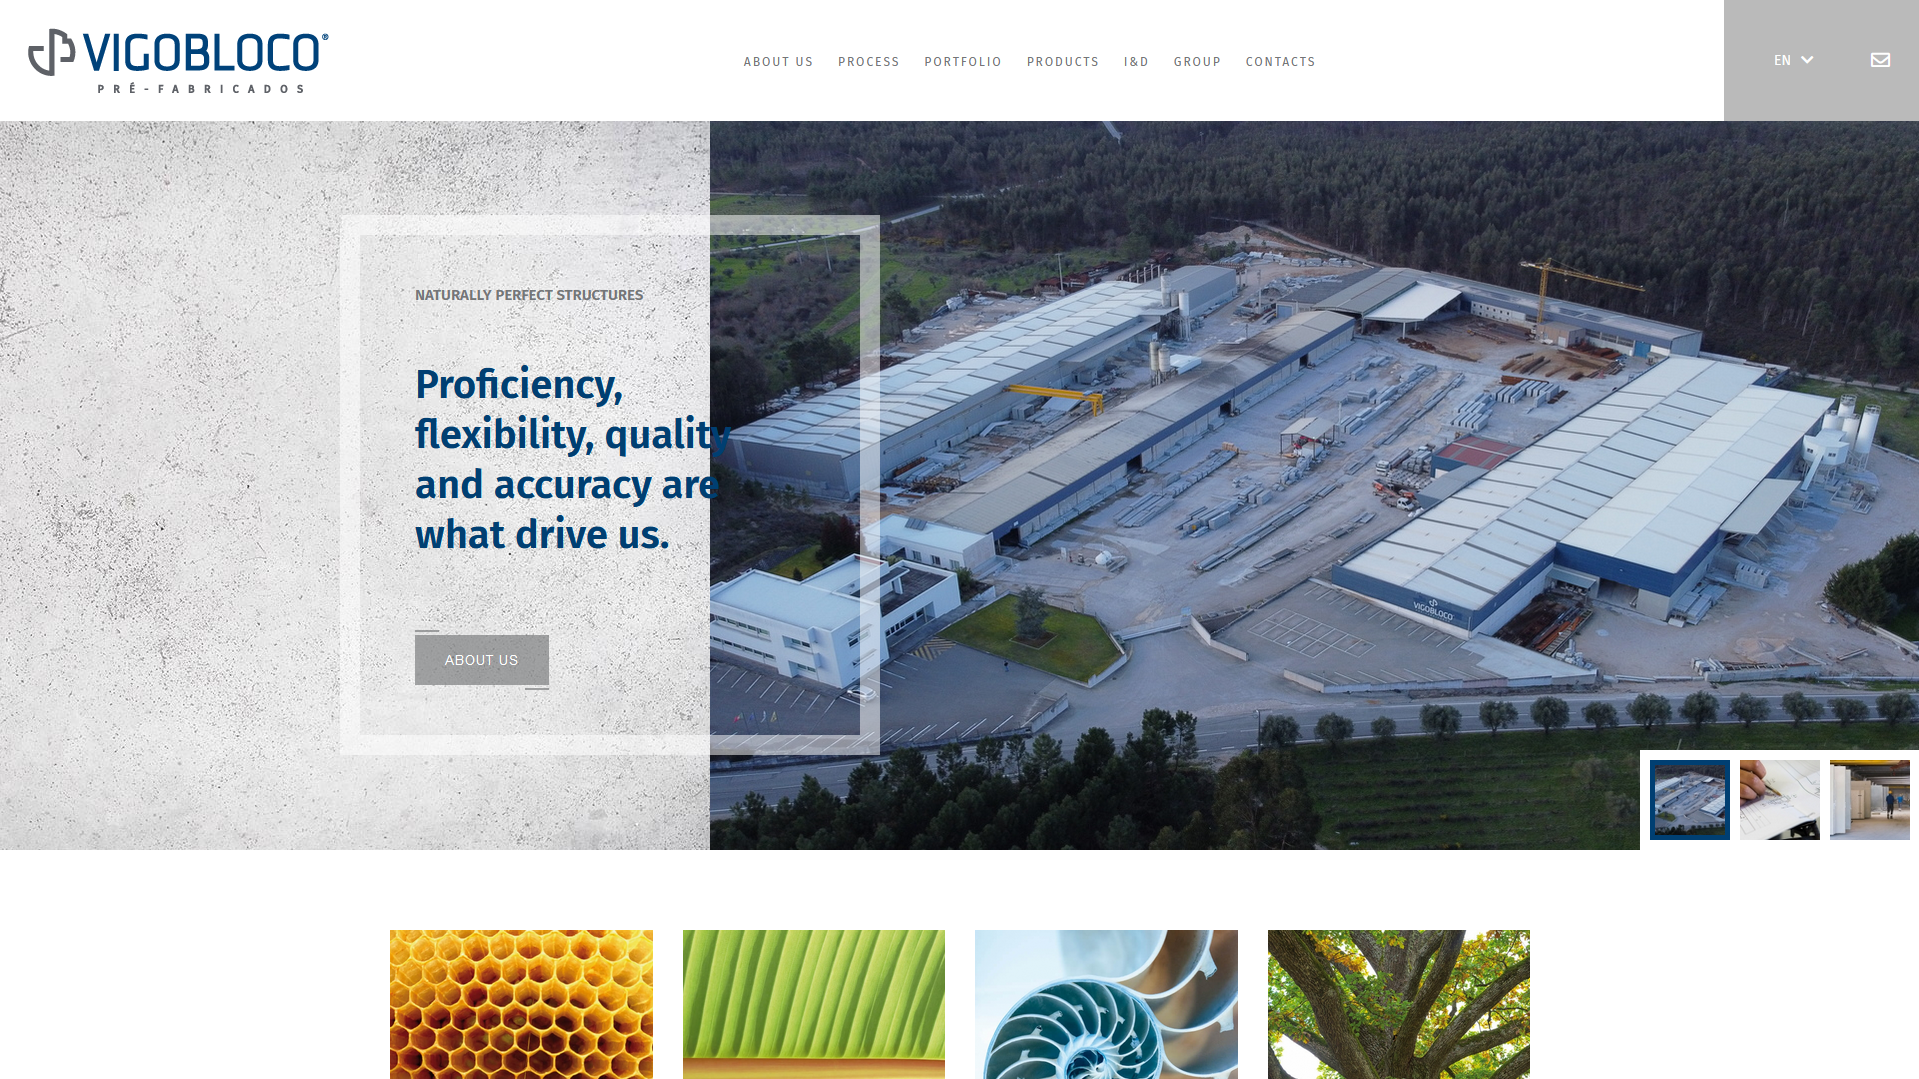 VIGOBLOCO®
PRÉ-FABRICADOS
ABOUT US
PROCESS
PORTFOLIO
PRODUCTS
I&D
GROUP
CONTACTS
EN
NATURALLY PERFECT STRUCTURES
Proficiency,
flexibility, quality
and accuracy are
what drive us.
ABOUT US
VIGOBLOCO